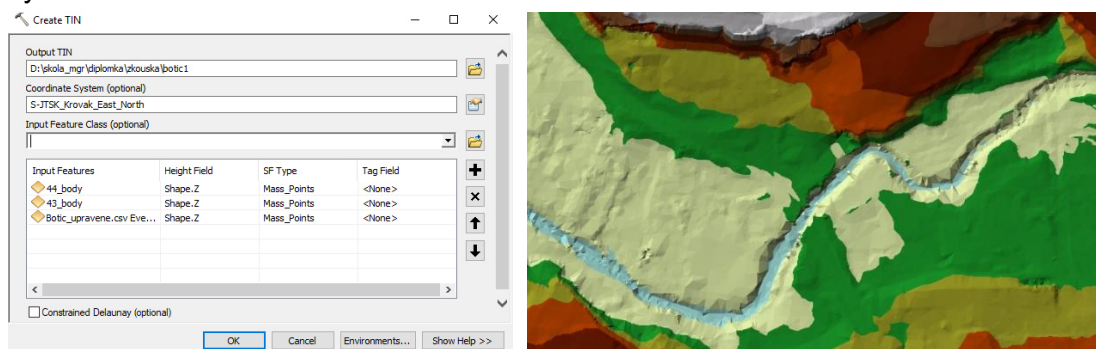 Create TIN
Output TIN
D:\skola_mgr\diplomka\zkouska\botic1
Coordinate System (optional)
S-JTSK_Krovak_East_North
Input Feature Class (optional)
Input Features Height Field SF Type Tag Field
44_body Shape.Z Mass_Points <None>
43_body Shape.Z Mass_Points <None>
Botic_upravene.csv Eve... Shape.Z Mass_Points <None>
Constrained Delaunay (optional)
OK Cancel Environments... Show Help >>